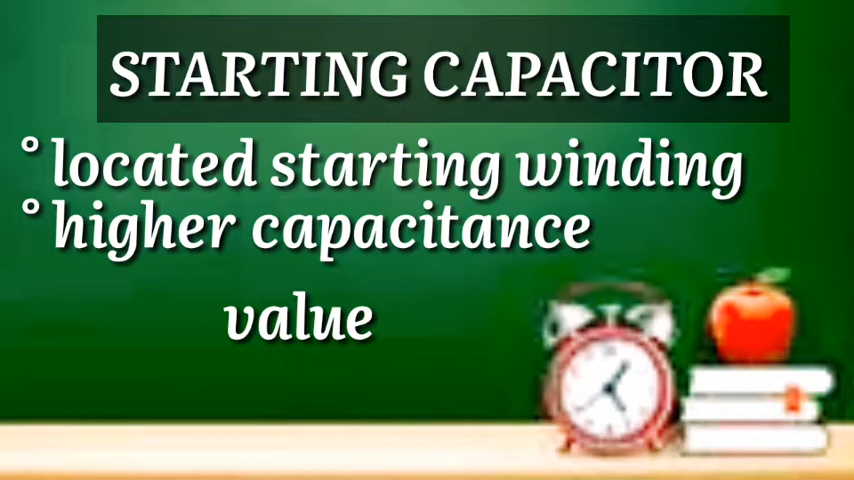 STARTING CAPACITOR
° located starting winding
° higher capacitance
value